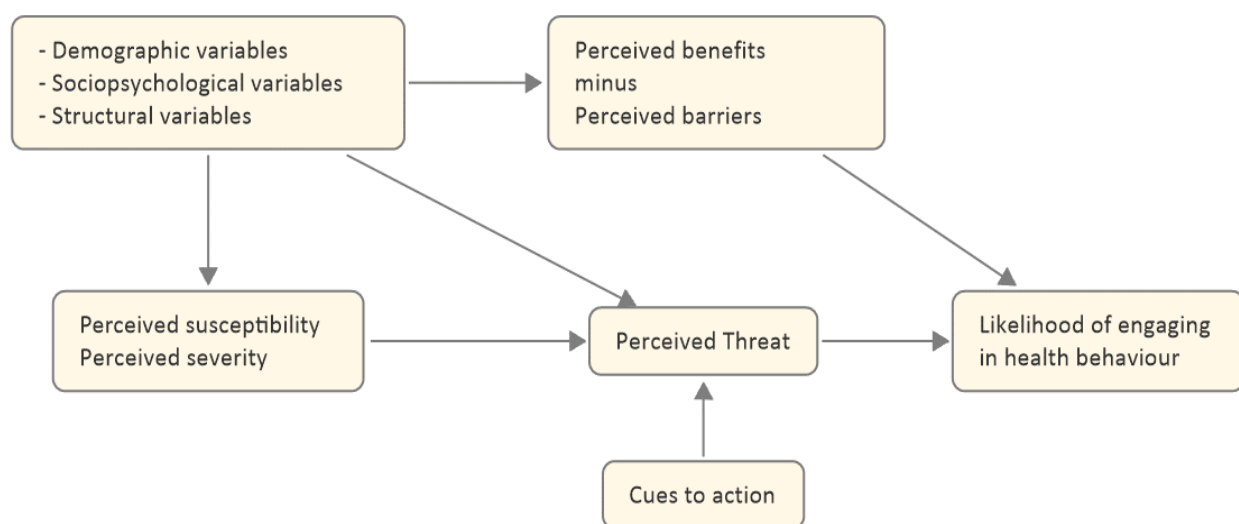 - Demographic variables
- Sociopsychological variables
- Structural variables
Perceived benefits
minus
Perceived barriers
Perceived susceptibility
Perceived severity
Perceived Threat
Likelihood of engaging
in health behaviour
Cues to action